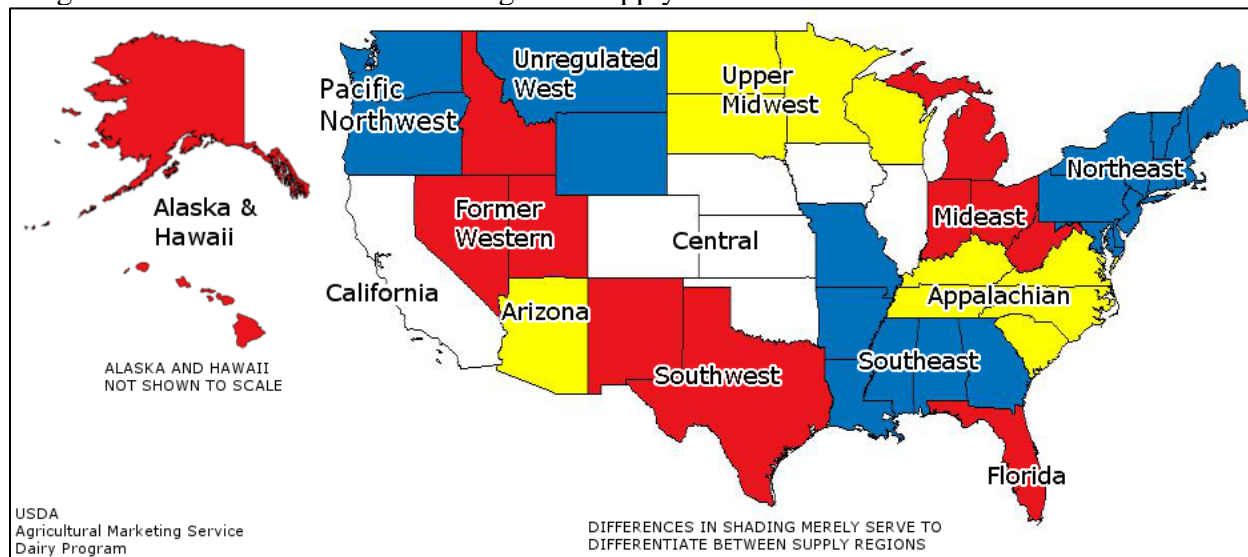 Unregulated
West
Upper
Midwest
Pacific
Northwest
Northeast
Alaska &
Hawaii
Former
Western
Central
Mideast
California
Arizona
Appalachian
Southwest
Southeast
Florida
ALASKA AND HAWAII
NOT SHOWN TO SCALE
USDA
Agricultural Marketing Service
Dairy Program
DIFFERENCES IN SHADING MERELY SERVE TO
DIFFERENTIATE BETWEEN SUPPLY REGIONS